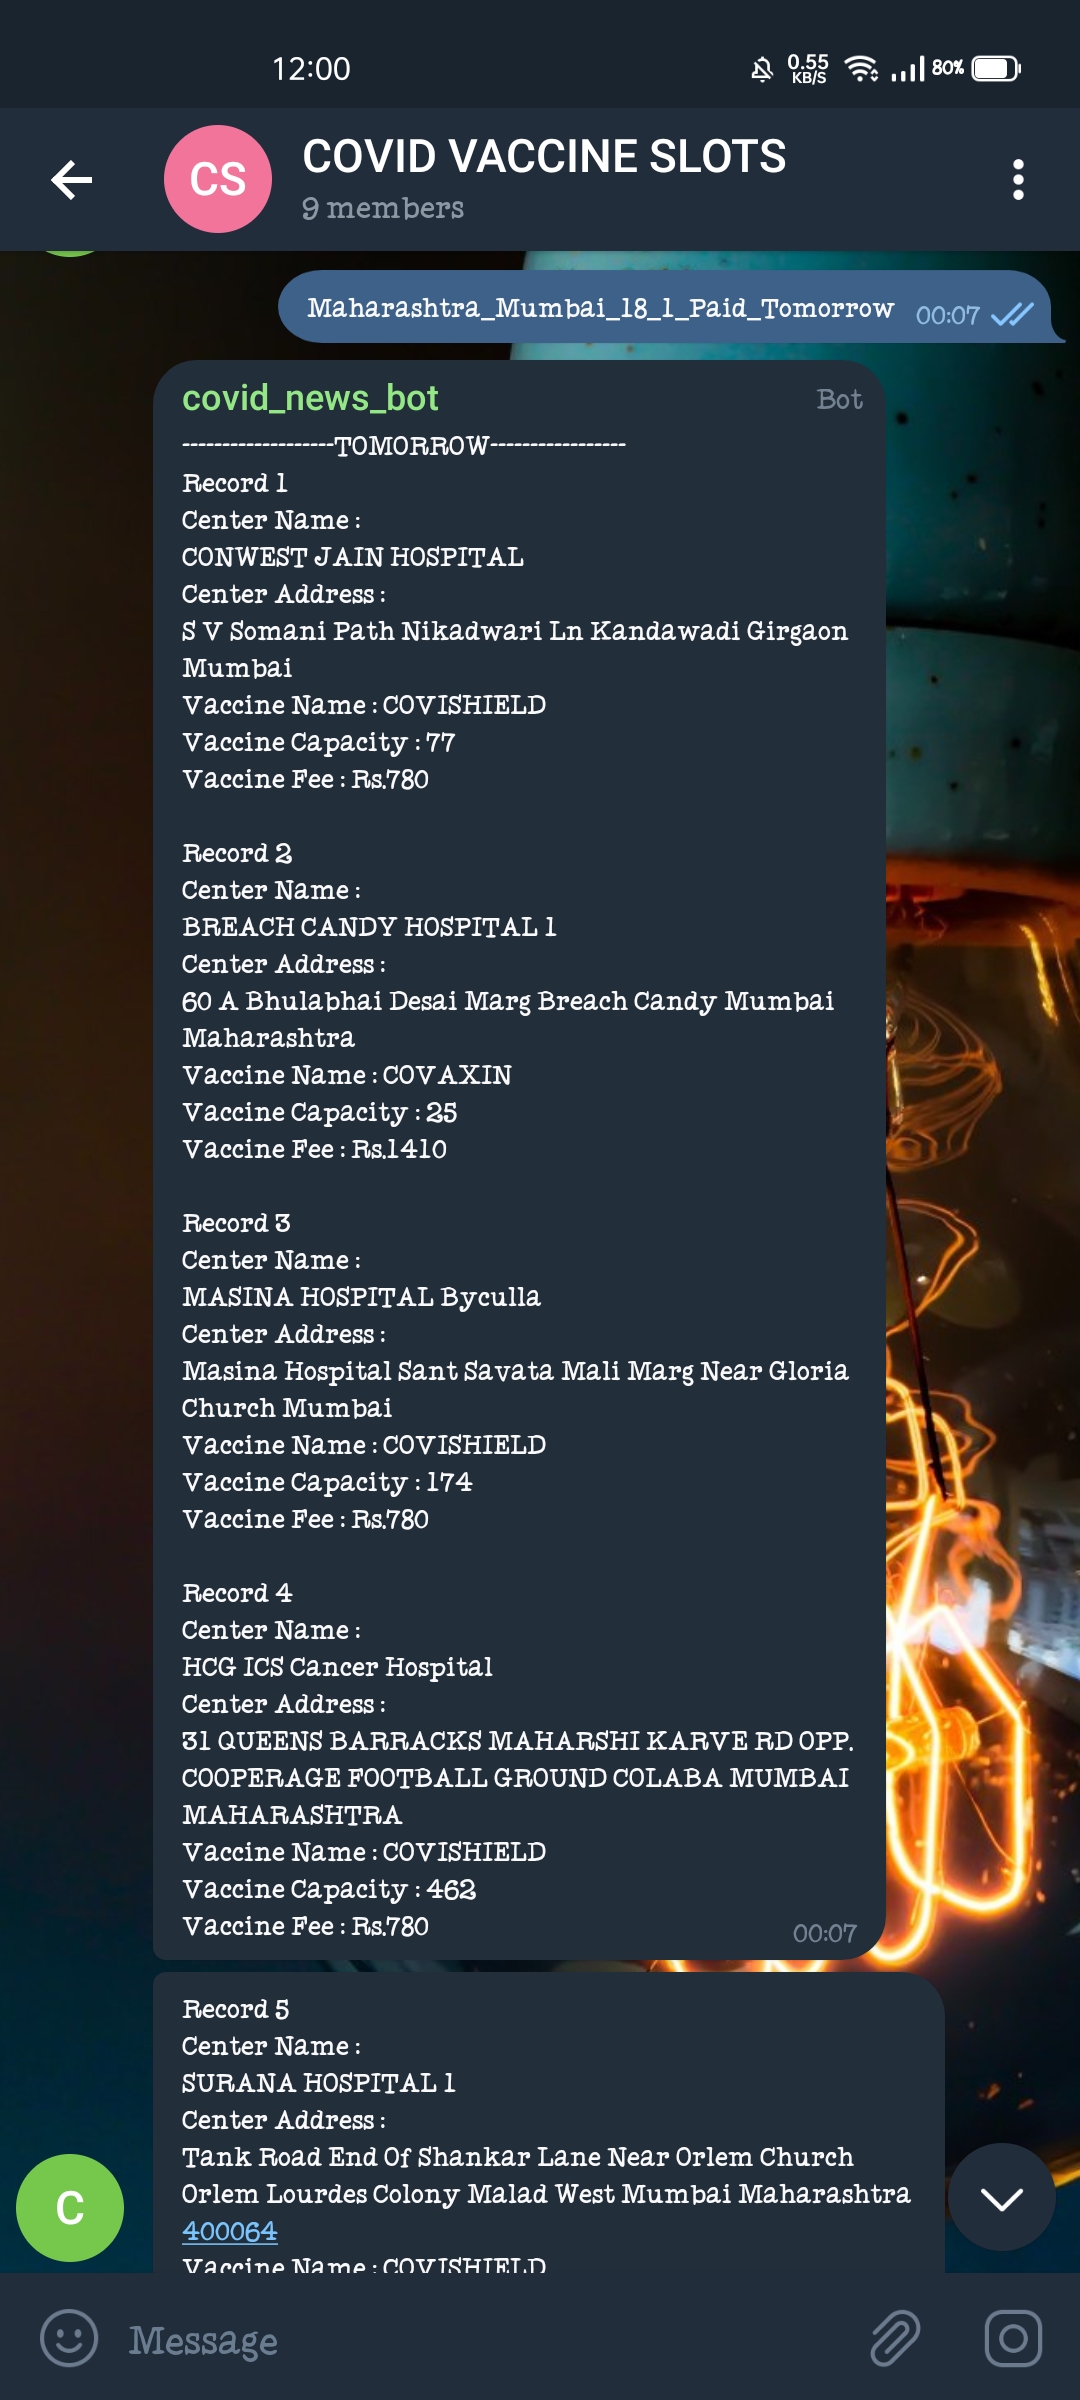 12:00
0.55
KB/S
80%
CS
COVID VACCINE SLOTS
9 members
Maharashtra_Mumbai_18_1_Paid_Tomorrow 00:07
covid_news_bot Bot
-------------------TOMORROW-----------------
Record 1
Center Name :
CONWEST JAIN HOSPITAL
Center Address :
S V Somani Path Nikadwari Ln Kandawadi Girgaon
Mumbai
Vaccine Name : COVISHIELD
Vaccine Capacity : 77
Vaccine Fee : Rs.780
Record 2
Center Name :
BREACH CANDY HOSPITAL 1
Center Address :
60 A Bhulabhai Desai Marg Breach Candy Mumbai
Maharashtra
Vaccine Name : COVAXIN
Vaccine Capacity : 25
Vaccine Fee : Rs.1410
Record 3
Center Name :
MASINA HOSPITAL Byculla
Center Address :
Masina Hospital Sant Savata Mali Marg Near Gloria
Church Mumbai
Vaccine Name : COVISHIELD
Vaccine Capacity : 174
Vaccine Fee : Rs.780
Record 4
Center Name :
HCG ICS Cancer Hospital
Center Address :
31 QUEENS BARRACKS MAHARSHI KARVE RD OPP.
COOPERAGE FOOTBALL GROUND COLABA MUMBAI
MAHARASHTRA
Vaccine Name : COVISHIELD
Vaccine Capacity : 462
Vaccine Fee : Rs.780
00:07
Record 5
Center Name :
SURANA HOSPITAL 1
Center Address :
Tank Road End Of Shankar Lane Near Orlem Church
Orlem Lourdes Colony Malad West Mumbai Maharashtra
400064
Vaccine Name : COVISHIELD
C
Message